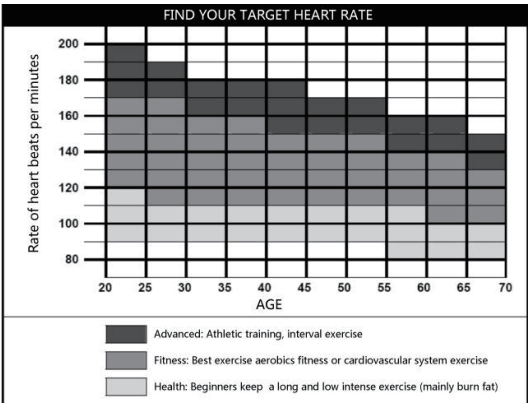 FIND YOUR TARGET HEART RATE
Rate of heart beats per minutes
200
180
160
140
120
100
80
20 25 30 35 40 45 50 55 60 65 70
AGE
Advanced: Athletic training, interval exercise
Fitness: Best exercise aerobics fitness or cardiovascular system exercise
Health: Beginners keep a long and low intense exercise (mainly burn fat)